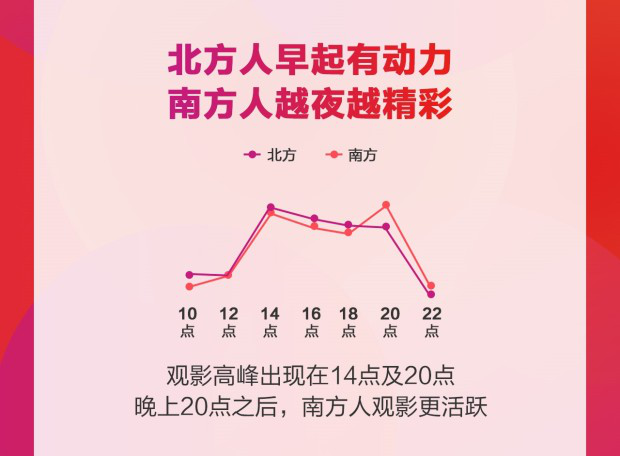 北方人早起有动力
南方人越夜越精彩
北方 南方
10点 12点 14点 16点 18点 20点 22点
观影高峰出现在14点及20点
晚上20点之后，南方人观影更活跃